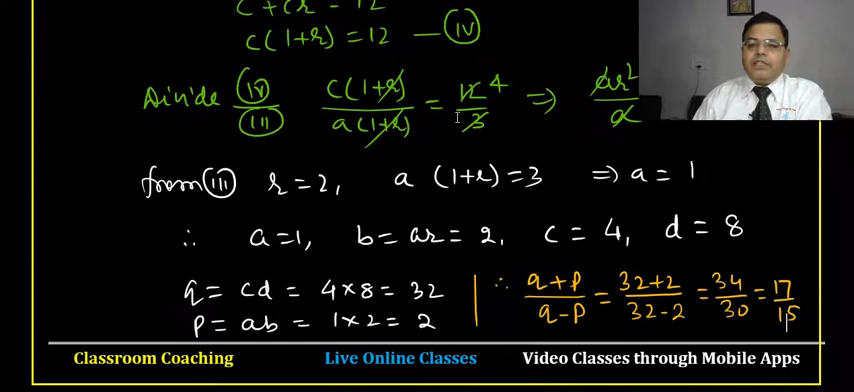 c + cr = 12
c(1+r) = 12 — (iv)
Divide (iv)/(iii) c(1+r)/a(1+r) = 12/3 4 ⇒ ar²/a
from (iii) r = 2, a (1+r) = 3 ⇒ a = 1
∴ a = 1, b = ar = 2, c = 4, d = 8
q = cd = 4 × 8 = 32
p = ab = 1 × 2 = 2
∴ q+p/q-p = 32+2/32-2 = 34/30 = 17/15
Classroom Coaching Live Online Classes Video Classes through Mobile Apps